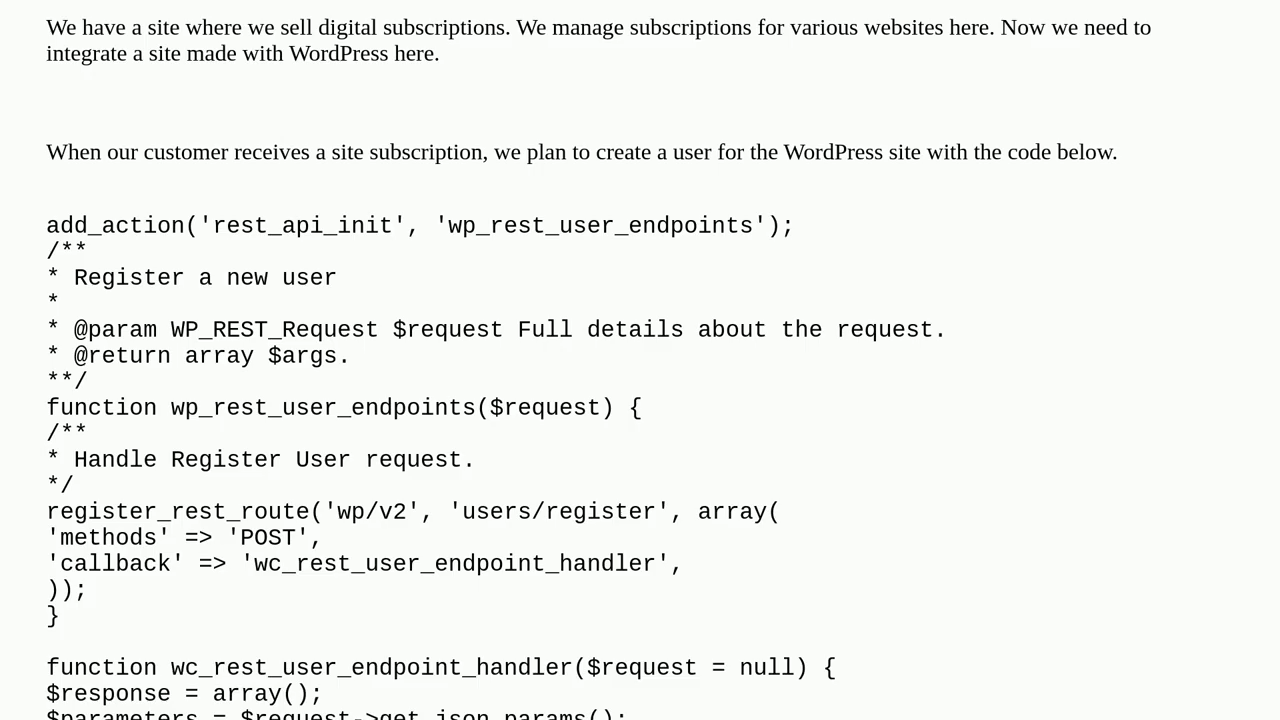 We have a site where we sell digital subscriptions. We manage subscriptions for various websites here. Now we need to
integrate a site made with WordPress here.
When our customer receives a site subscription, we plan to create a user for the WordPress site with the code below.
add_action('rest_api_init', 'wp_rest_user_endpoints');
/**
* Register a new user
*
* @param WP_REST_Request $request Full details about the request.
* @return array $args.
**/
function wp_rest_user_endpoints($request) {
/**
* Handle Register User request.
*/
register_rest_route('wp/v2', 'users/register', array(
'methods' => 'POST',
'callback' => 'wc_rest_user_endpoint_handler',
));
}
function wc_rest_user_endpoint_handler($request = null) {
$response = array();
$parameters = $request->get_json_params();